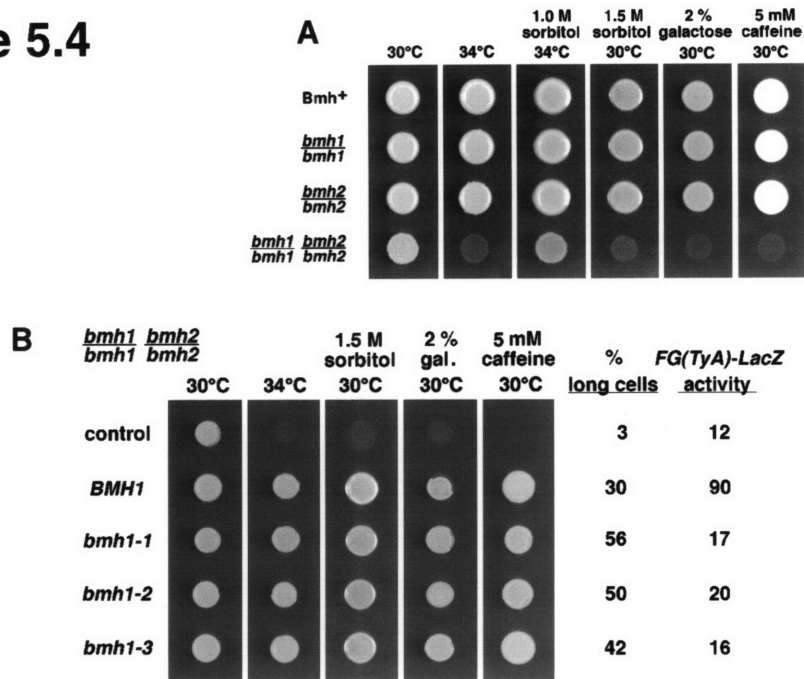 e 5.4
A
1.0 M sorbitol 1.5 M sorbitol 2 % galactose 5 mM caffeine
30°C 34°C 34°C 30°C 30°C 30°C
Bmh+
bmh1
bmh1
bmh2
bmh2
bmh1 bmh2
bmh1 bmh2
B
bmh1 bmh2
bmh1 bmh2
1.5 M sorbitol 2 % gal. 5 mM caffeine % long cells FG(TyA)-LacZ activity
30°C 34°C 30°C 30°C 30°C
control 3 12
BMH1 30 90
bmh1-1 56 17
bmh1-2 50 20
bmh1-3 42 16